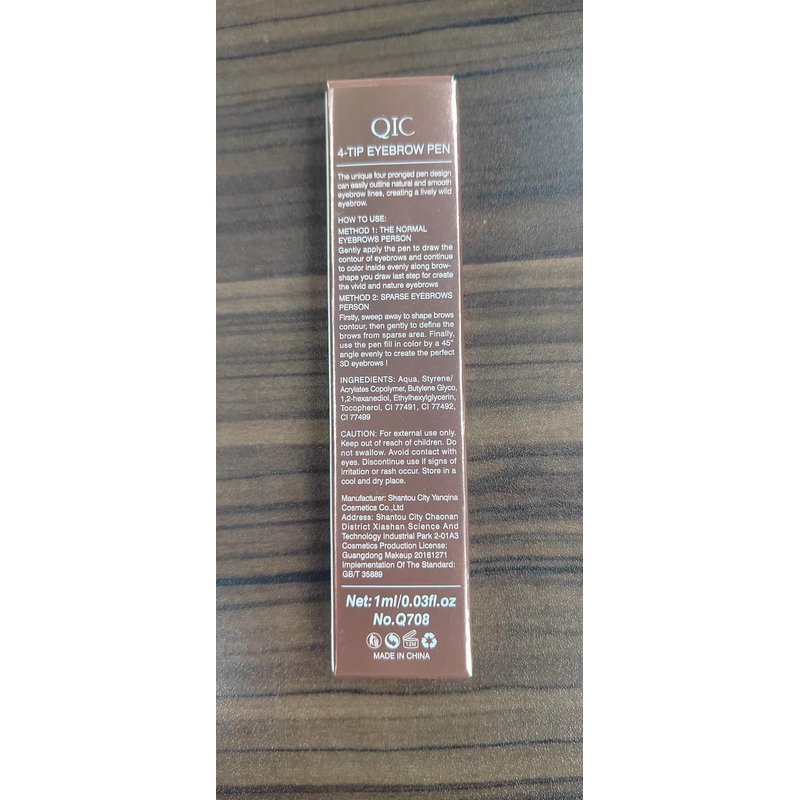 QIC
4-TIP EYEBROW PEN
The unique four pronged pen design
can easily outline natural and smooth
eyebrow lines, creating a lively wild
eyebrow.
HOW TO USE:
METHOD 1: THE NORMAL
EYEBROWS PERSON
Gently apply the pen to draw the
contour of eyebrows and continue
to color inside evenly along brow-
shape you draw last step for create
the vivid and nature eyebrows
METHOD 2: SPARSE EYEBROWS
PERSON
Firstly, sweep away to shape brows
contour, then gently to define the
brows from sparse area. Finally,
use the pen fill in color by a 45°
angle evenly to create the perfect
3D eyebrows !
INGREDIENTS: Aqua, Styrene/
Acrylates Copolymer, Butylene Glyco,
1,2-hexanediol, Ethylhexylglycerin,
Tocopherol, CI 77491, CI 77492,
CI 77499
CAUTION: For external use only.
Keep out of reach of children. Do
not swallow. Avoid contact with
eyes. Discontinue use if signs of
irritation or rash occur. Store in a
cool and dry place.
Manufacturer: Shantou City Yanqina
Cosmetics Co.,Ltd
Address: Shantou City Chaonan
District Xiashan Science And
Technology Industrial Park 2-01A3
Cosmetics Production License:
Guangdong Makeup 20161271
Implementation Of The Standard:
GB/T 35889
Net:1ml/0.03fl.oz
No.Q708
12M
MADE IN CHINA